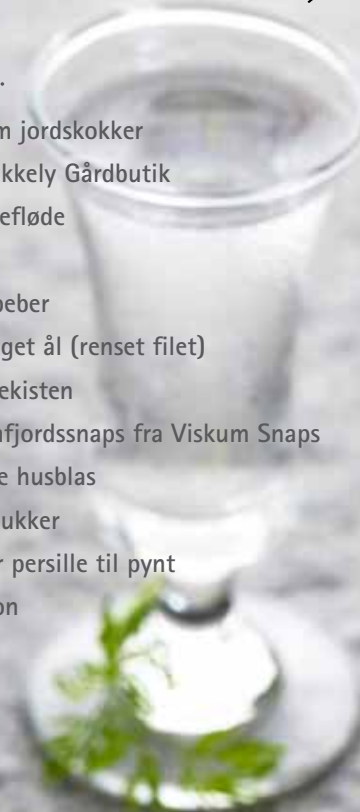 .
m jordskokker
kkely Gårdbutik
efløde
peber
get ål (renset filet)
ekisten
nfjordssnaps fra Viskum Snaps
e husblas
ukker
r persille til pynt
on